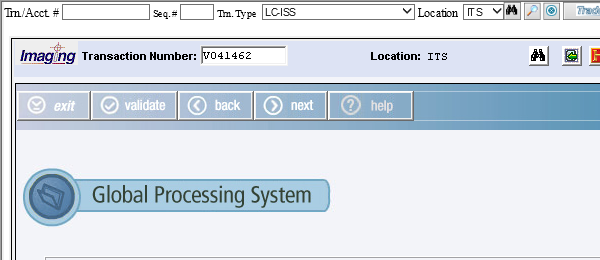 Trn./Acct. # Seq. # Trn. Type LC-ISS Location ITS
Imaging Transaction Number: V041462 Location: ITS
exit validate back next help
Global Processing System